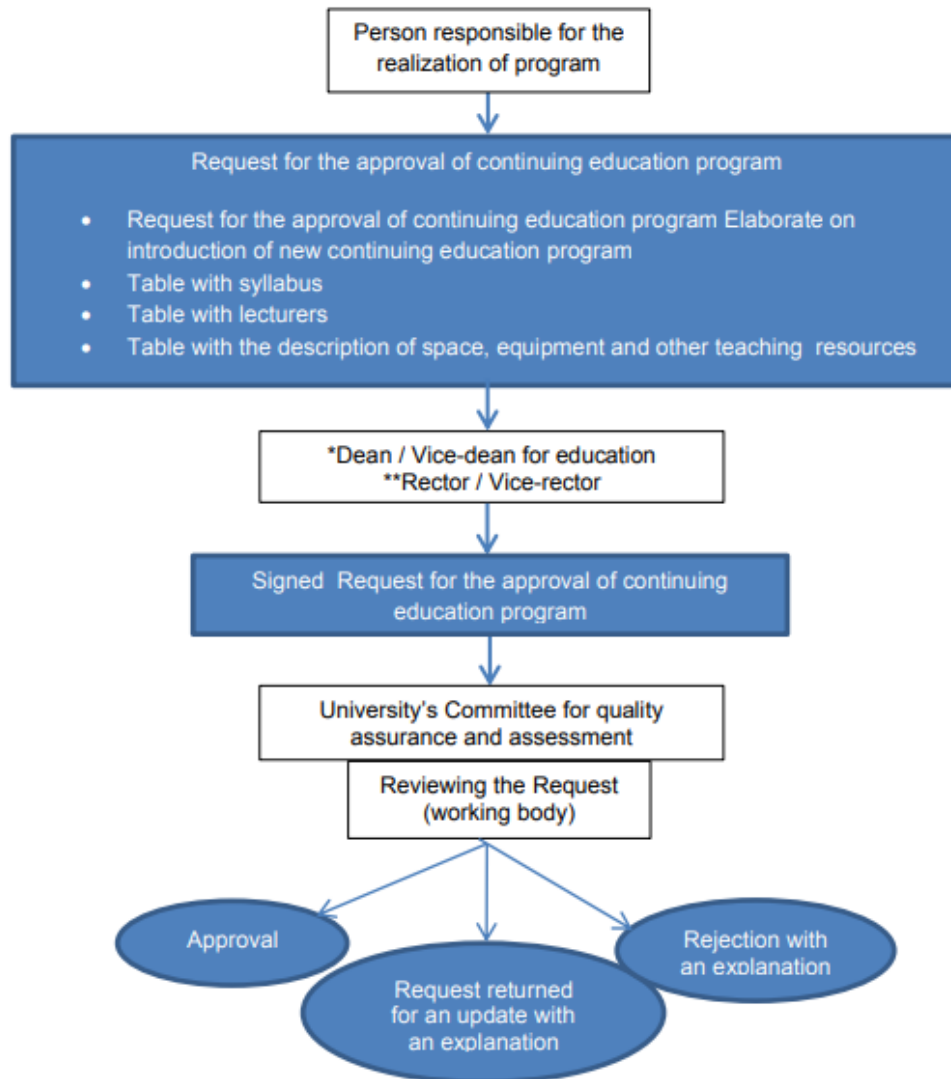 Person responsible for the
realization of program
Request for the approval of continuing education program
• Request for the approval of continuing education program Elaborate on
introduction of new continuing education program
• Table with syllabus
• Table with lecturers
• Table with the description of space, equipment and other teaching resources
*Dean / Vice-dean for education
**Rector / Vice-rector
Signed Request for the approval of continuing
education program
University's Committee for quality
assurance and assessment
Reviewing the Request
(working body)
Approval
Rejection with
an explanation
Request returned
for an update with
an explanation